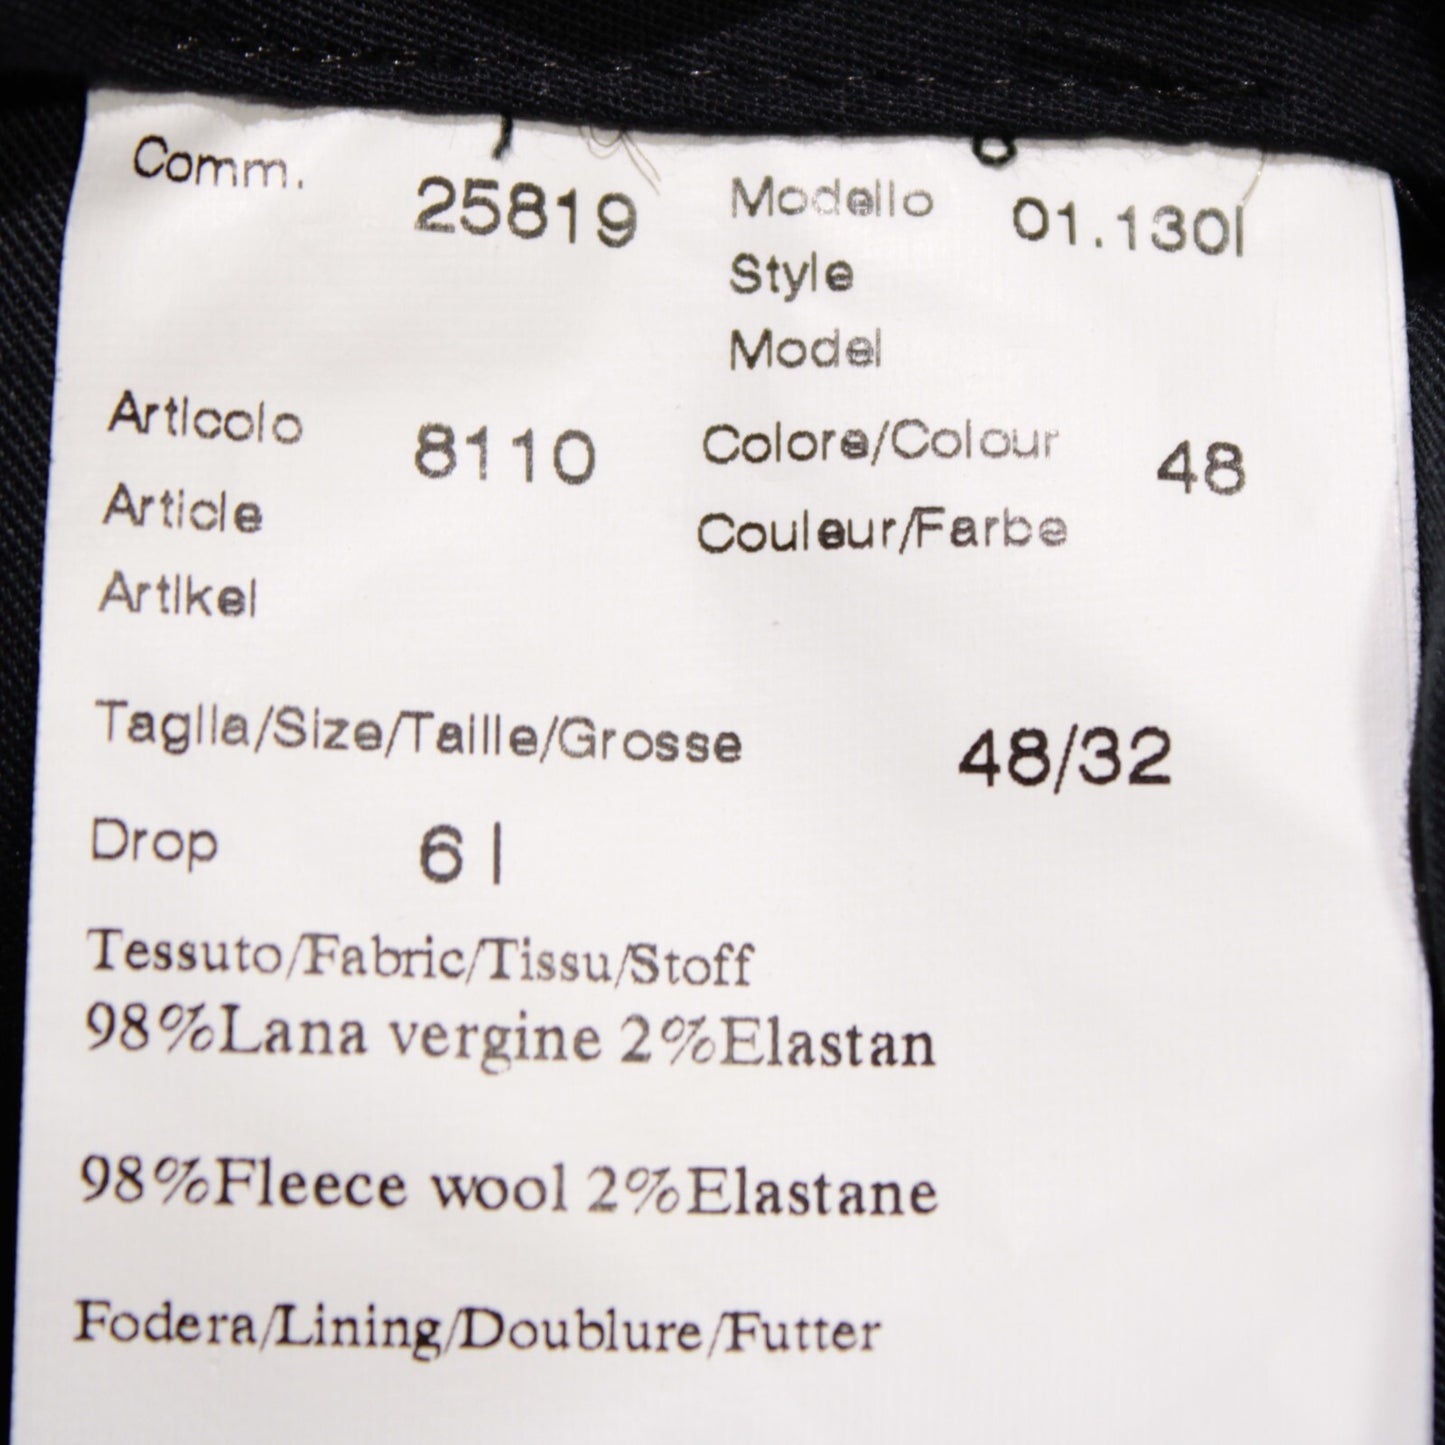 Comm. 25819 Modello 01.130l
Style
Model
Articolo 8110 Colore/Colour 48
Article Couleur/Farbe
Artikel
Taglia/Size/Taille/Grosse 48/32
Drop 6 l
Tessuto/Fabric/Tissu/Stoff
98%Lana vergine 2%Elastan
98%Fleece wool 2%Elastane
Fodera/Lining/Doublure/Futter